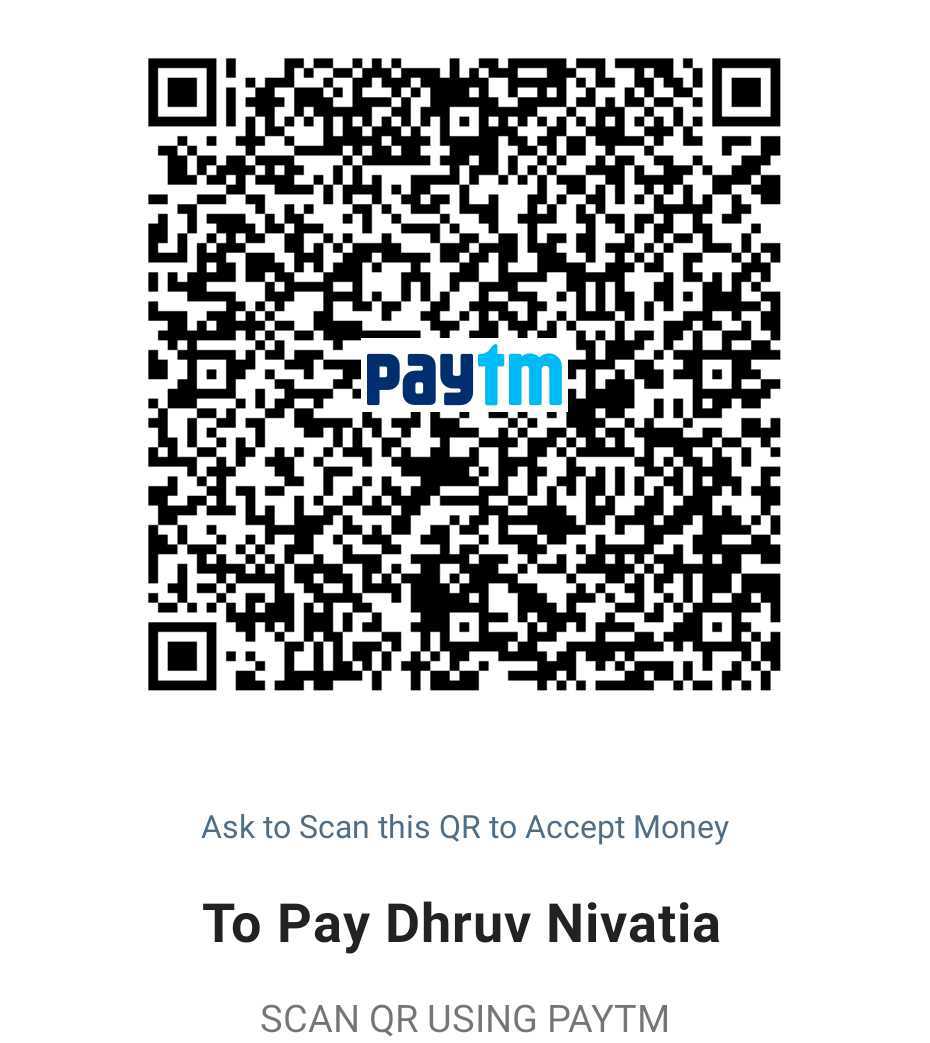 paytm
Ask to Scan this QR to Accept Money
To Pay Dhruv Nivatia
SCAN QR USING PAYTM